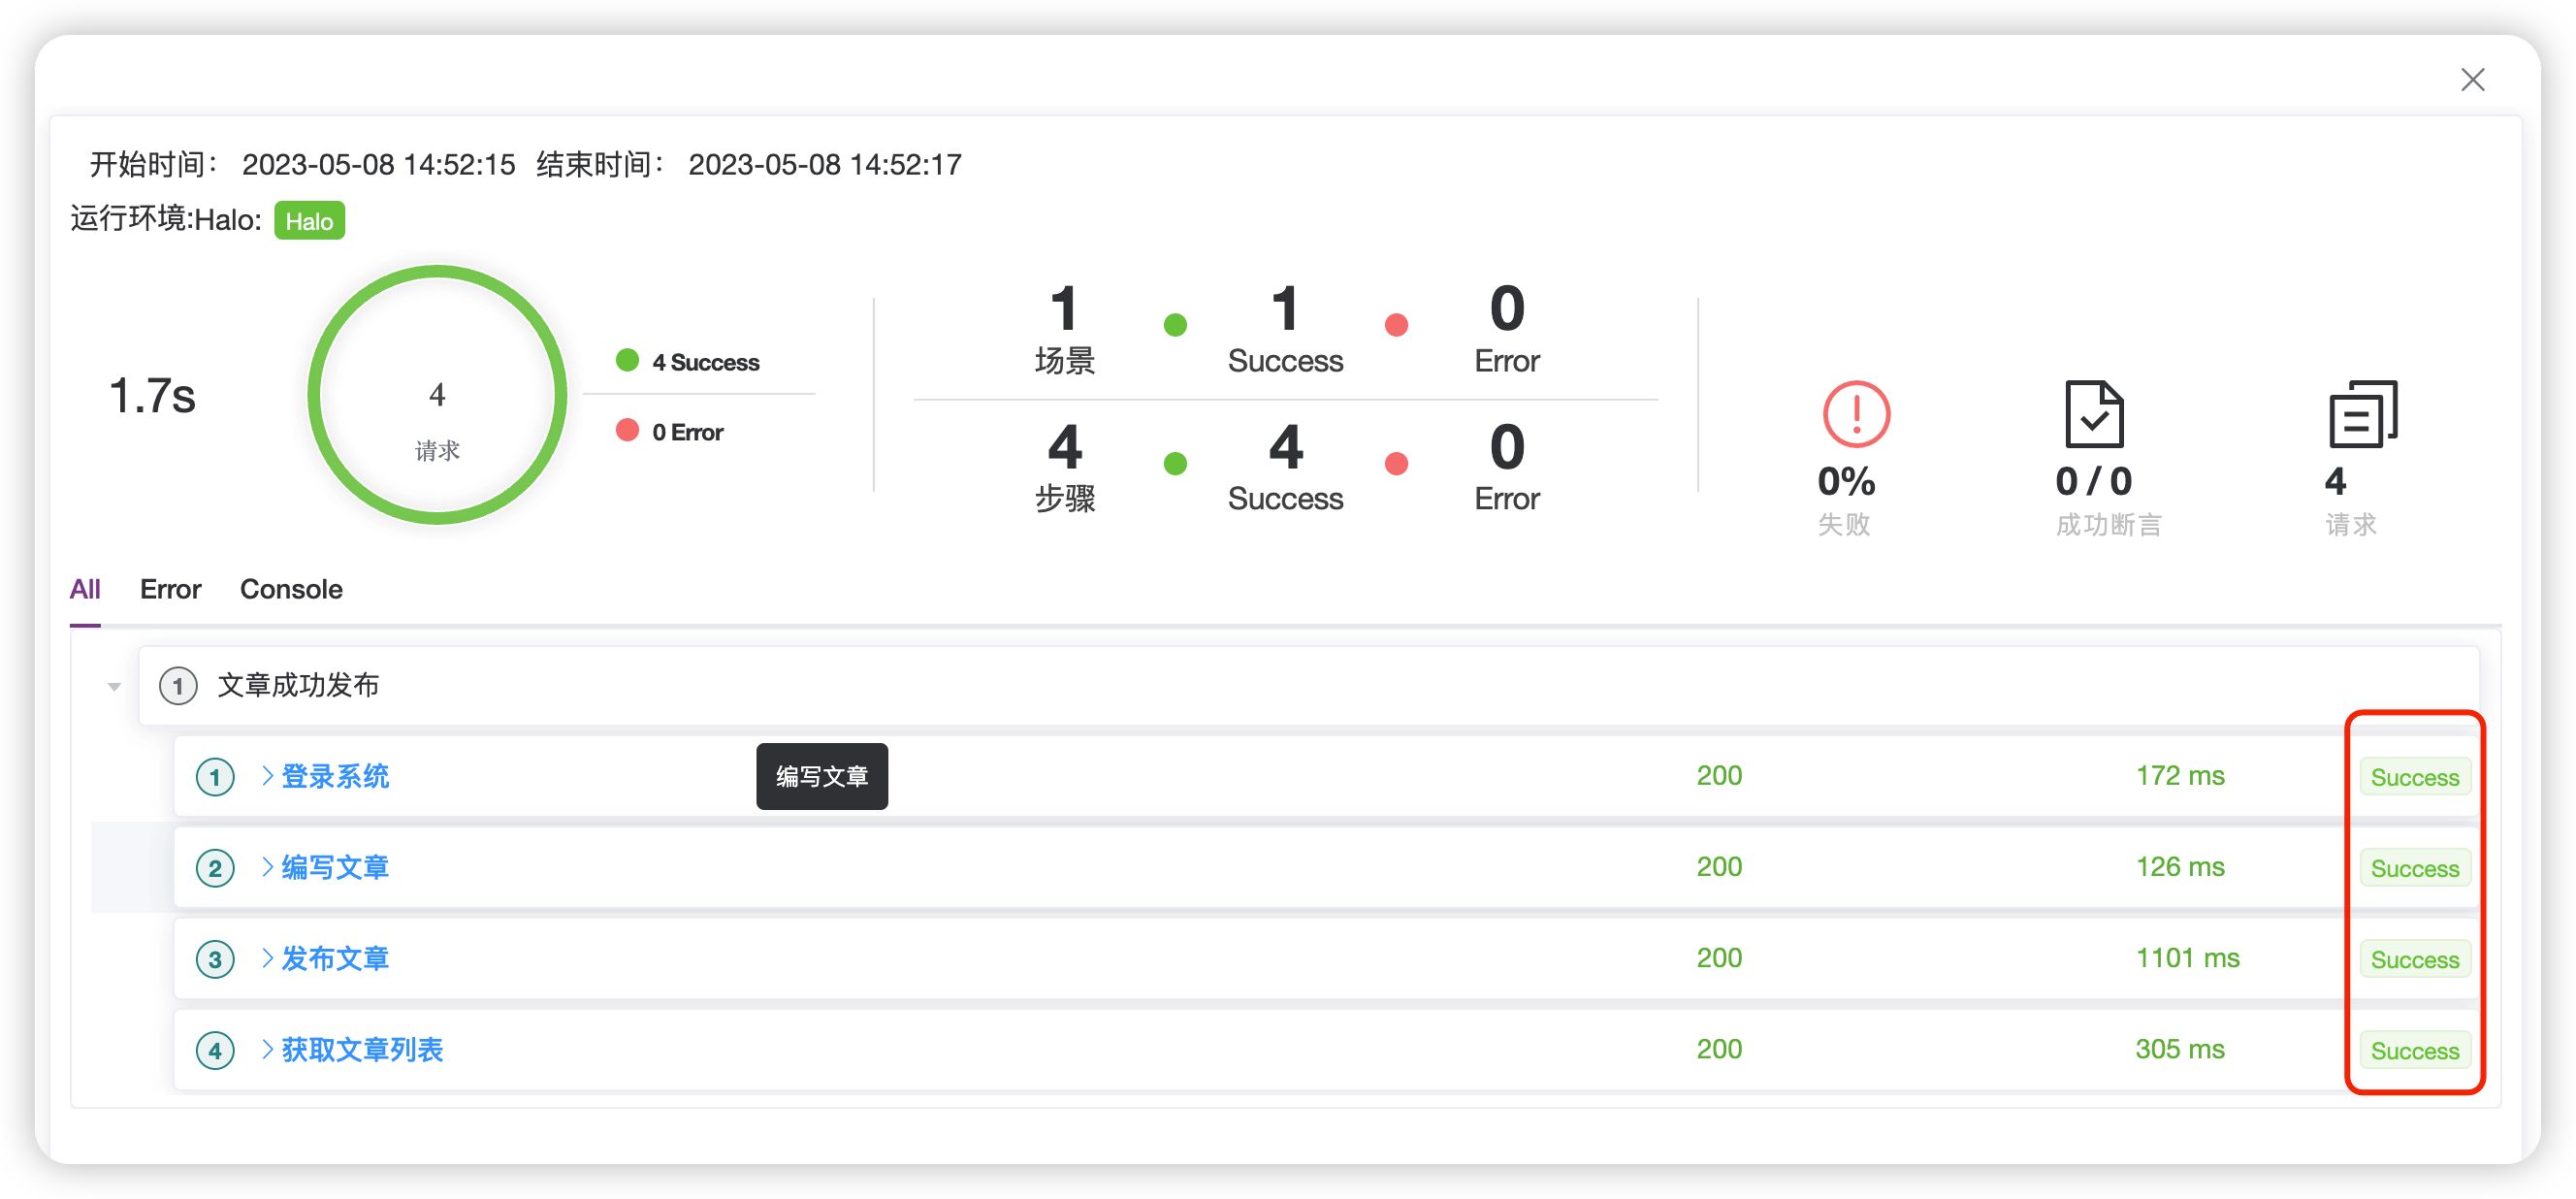 开始时间： 2023-05-08 14:52:15 结束时间： 2023-05-08 14:52:17
运行环境:Halo: Halo
1.7s
4
请求
4 Success
0 Error
1 1 0
场景 Success Error
4 4 0
步骤 Success Error
0% 0 / 0 4
失败 成功断言 请求
All Error Console
1 文章成功发布
1 登录系统 编写文章 200 172 ms Success
2 编写文章 200 126 ms Success
3 发布文章 200 1101 ms Success
4 获取文章列表 200 305 ms Success